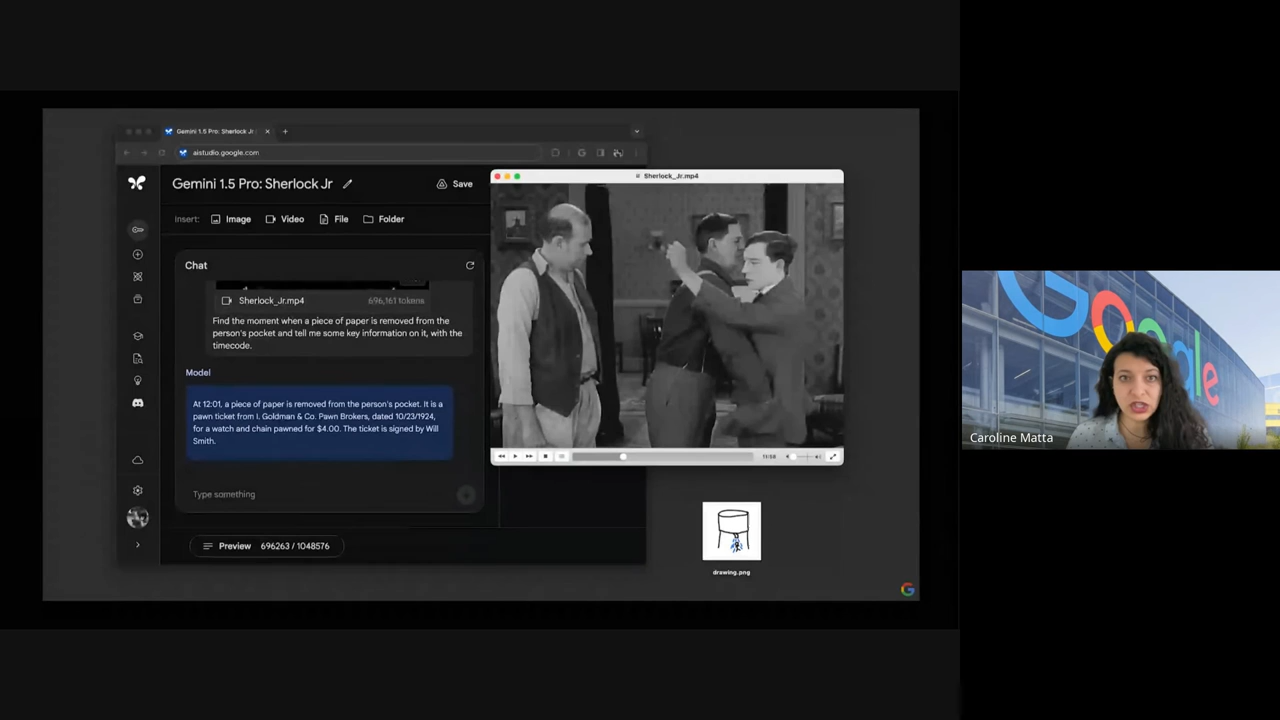 Gemini 1.5 Pro: Sherlock Jr
aistudio.google.com
Gemini 1.5 Pro: Sherlock Jr
Save
Insert: Image Video File Folder
Chat
Sherlock_Jr.mp4 696,161 tokens
Find the moment when a piece of paper is removed from the
person's pocket and tell me some key information on it, with the
timecode.
Model
At 12:01, a piece of paper is removed from the person's pocket. It is a
pawn ticket from I. Goldman & Co. Pawn Brokers, dated 10/23/1924,
for a watch and chain pawned for $4.00. The ticket is signed by Will
Smith.
Type something
Preview 696263 / 1048576
Sherlock_Jr.mp4
11:58
drawing.png
Google
Caroline Matta